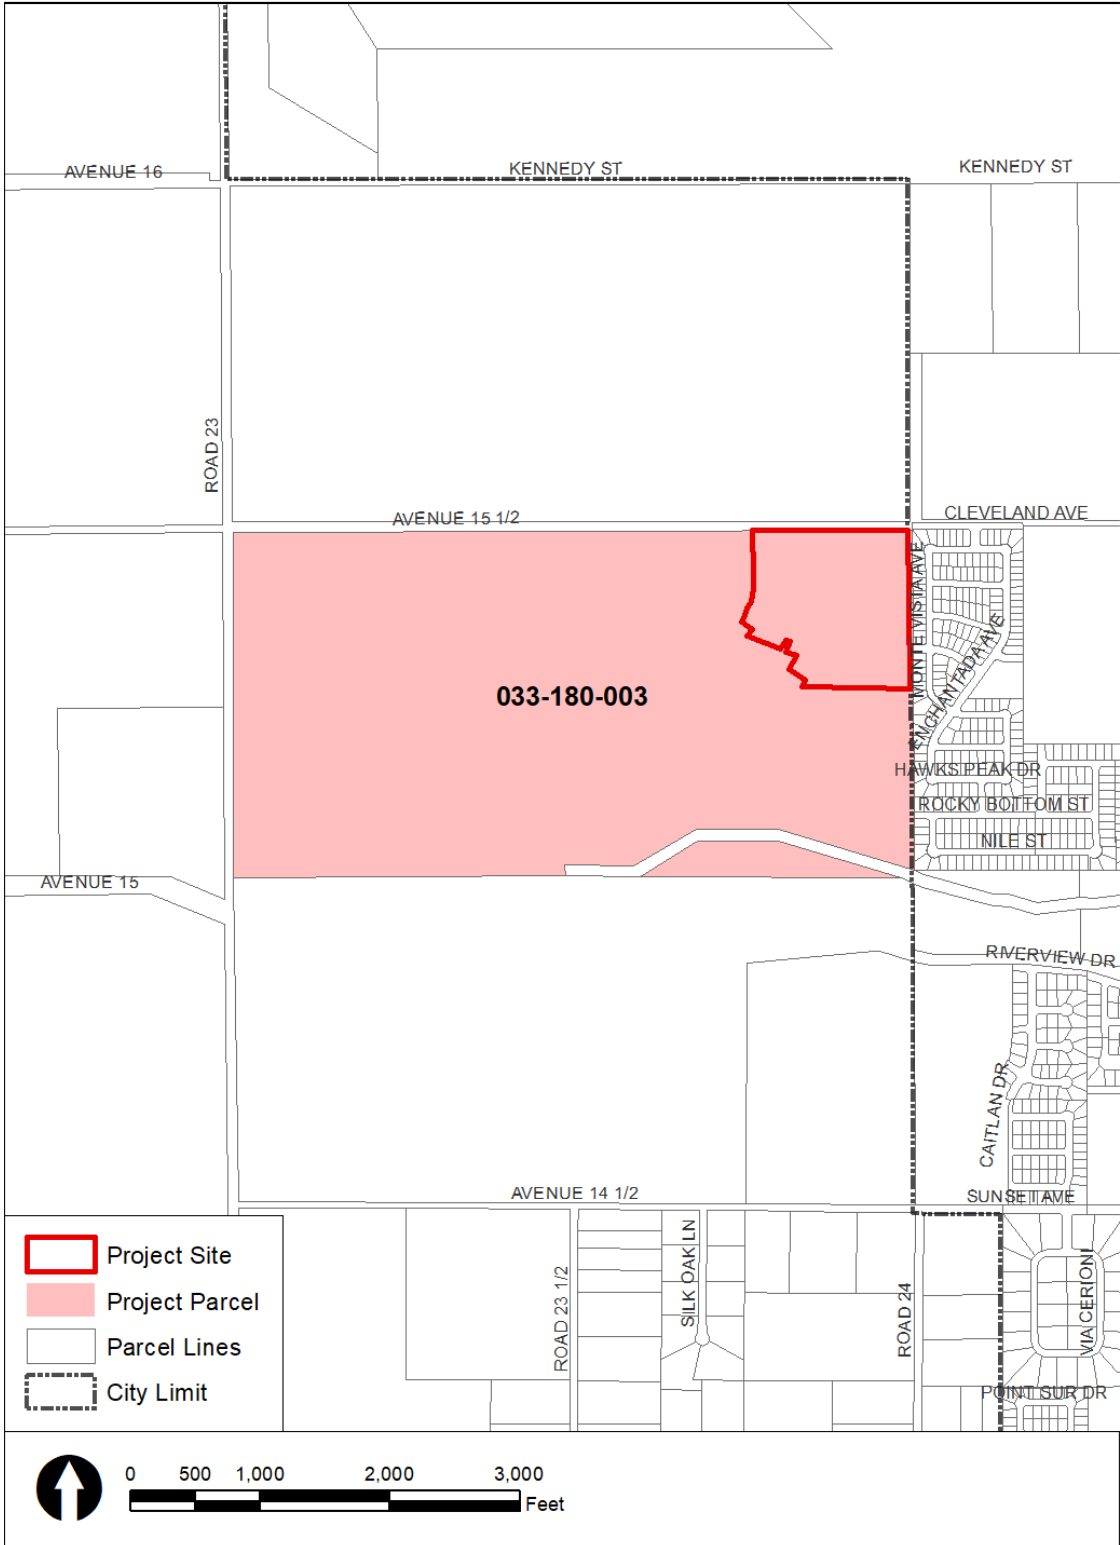 AVENUE 16
KENNEDY ST
KENNEDY ST
ROAD 23
AVENUE 15 1/2
CLEVELAND AVE
MONTE VISTA AVE
ENCHANTADA AVE
033-180-003
HAWKS PEAK DR
ROCKY BOTTOM ST
NILE ST
AVENUE 15
RIVERVIEW DR
CAITLAN DR
AVENUE 14 1/2
SUNSET AVE
SILK OAK LN
ROAD 23 1/2
ROAD 24
VIA CERIONI
POINT SUR DR
Project Site
Project Parcel
Parcel Lines
City Limit
0 500 1,000 2,000 3,000
Feet